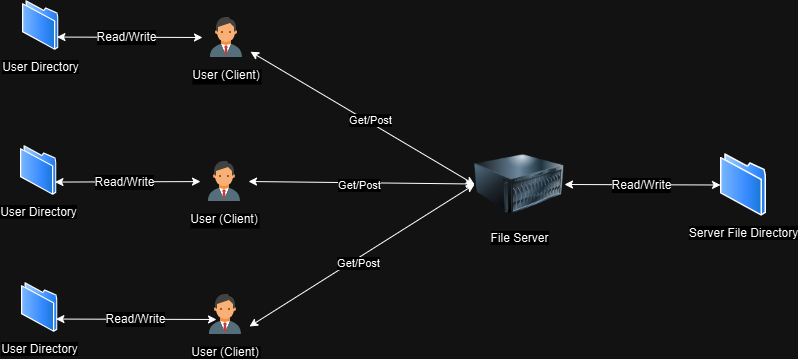 Read/Write
User Directory
User (Client)
Get/Post
Read/Write
User Directory
User (Client)
Get/Post
File Server
Read/Write
Server File Directory
Get/Post
Read/Write
User Directory
User (Client)